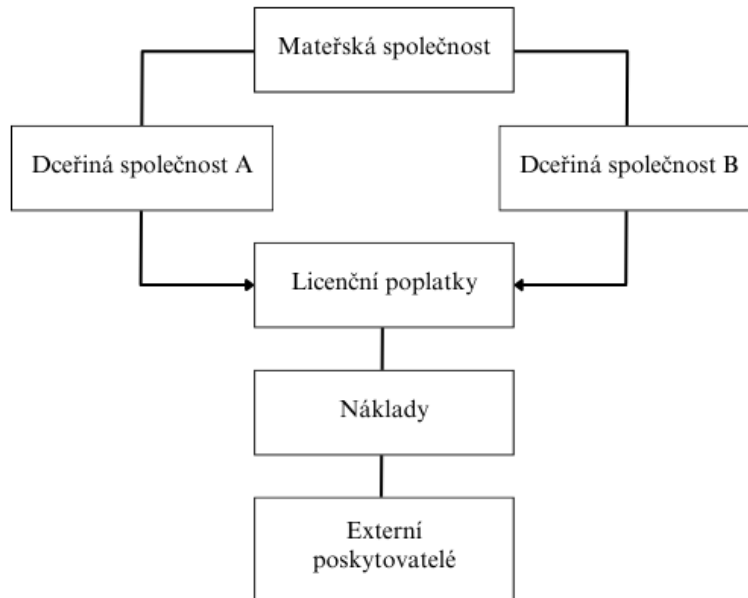 Mateřská společnost
Dceřiná společnost A
Dceřiná společnost B
Licenční poplatky
Náklady
Externí
poskytovatelé